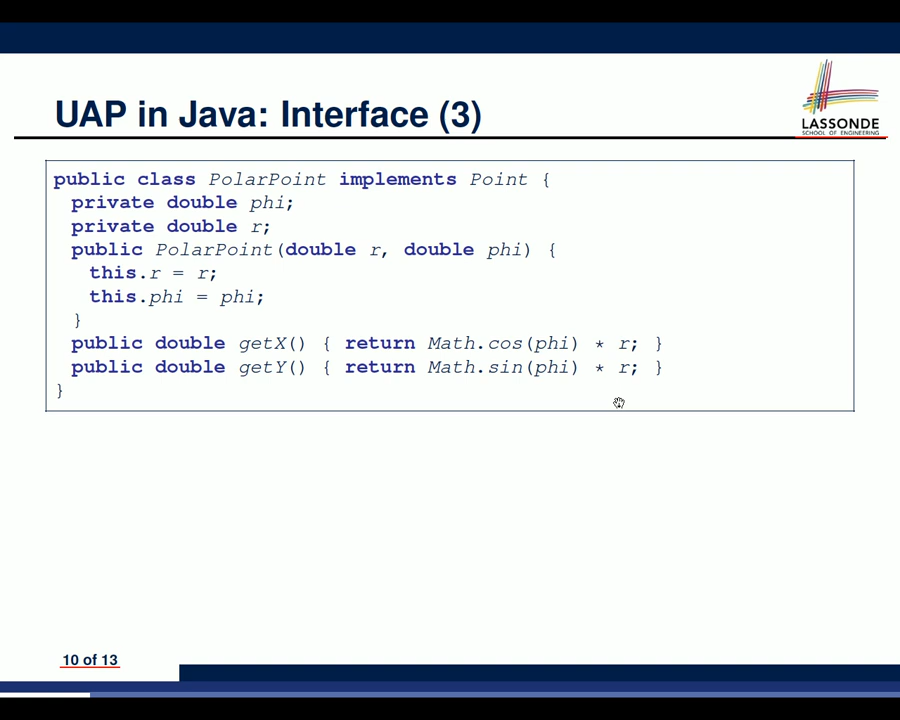 UAP in Java: Interface (3)
LASSONDE
SCHOOL OF ENGINEERING
public class PolarPoint implements Point {
private double phi;
private double r;
public PolarPoint(double r, double phi) {
this.r = r;
this.phi = phi;
}
public double getX() { return Math.cos(phi) * r; }
public double getY() { return Math.sin(phi) * r; }
}
10 of 13